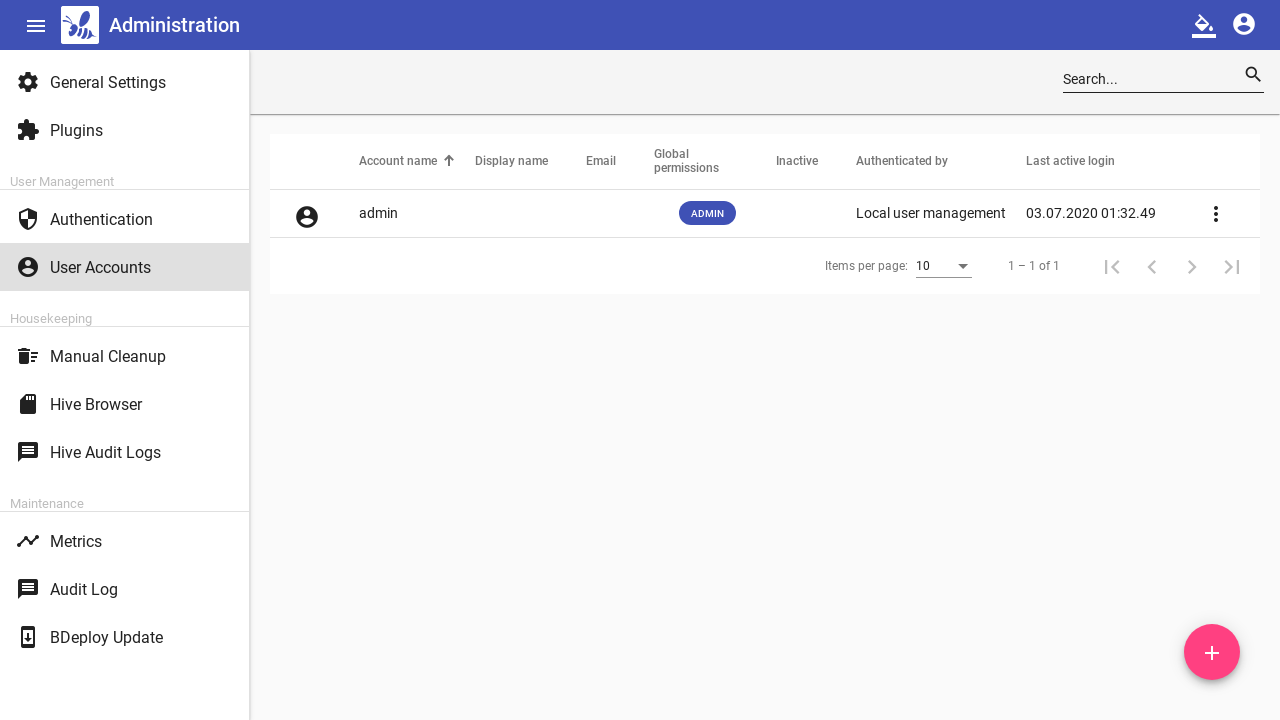 Administration
General Settings
Plugins
User Management
Authentication
User Accounts
Housekeeping
Manual Cleanup
Hive Browser
Hive Audit Logs
Maintenance
Metrics
Audit Log
BDeploy Update
Search...
Account name
Display name
Email
Global
permissions
Inactive
Authenticated by
Last active login
admin
ADMIN
Local user management
03.07.2020 01:32.49
Items per page:
10
1 – 1 of 1